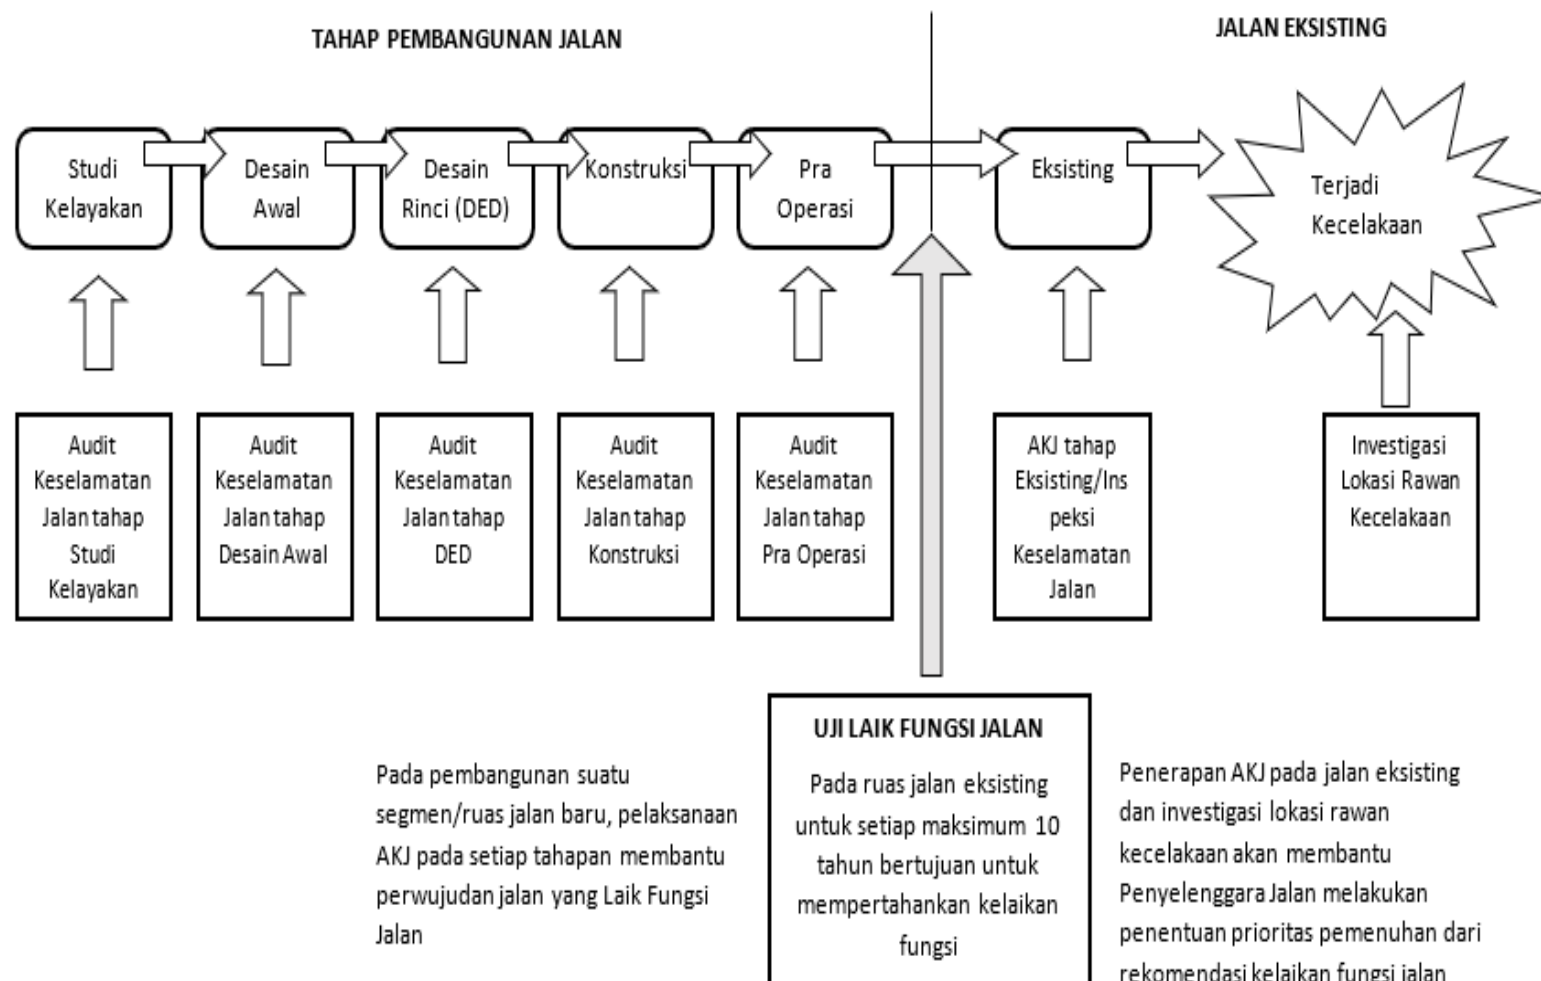 TAHAP PEMBANGUNAN JALAN
JALAN EKSISTING
Studi
Kelayakan
Desain
Awal
Desain
Rinci (DED)
Konstruksi
Pra
Operasi
Eksisting
Terjadi
Kecelakaan
Audit
Keselamatan
Jalan tahap
Studi
Kelayakan
Audit
Keselamatan
Jalan tahap
Desain Awal
Audit
Keselamatan
Jalan tahap
DED
Audit
Keselamatan
Jalan tahap
Konstruksi
Audit
Keselamatan
Jalan tahap
Pra Operasi
AKJ tahap
Eksisting/Ins
peksi
Keselamatan
Jalan
Investigasi
Lokasi Rawan
Kecelakaan
Pada pembangunan suatu
segmen/ruas jalan baru, pelaksanaan
AKJ pada setiap tahapan membantu
perwujudan jalan yang Laik Fungsi
Jalan
UJI LAIK FUNGSI JALAN
Pada ruas jalan eksisting
untuk setiap maksimum 10
tahun bertujuan untuk
mempertahankan kelaikan
fungsi
Penerapan AKJ pada jalan eksisting
dan investigasi lokasi rawan
kecelakaan akan membantu
Penyelenggara Jalan melakukan
penentuan prioritas pemenuhan dari
rekomendasi kelaikan fungsi jalan